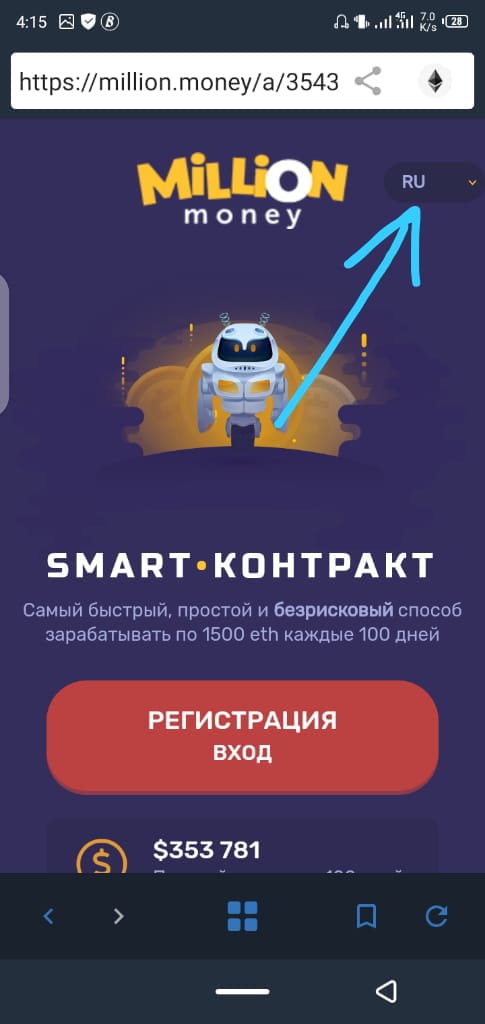 4:15
4G
7.0
K/s
28
https://million.money/a/3543
MiLLiON
money
RU
SMART•КОНТРАКТ
Самый быстрый, простой и безрисковый способ
зарабатывать по 1500 eth каждые 100 дней
РЕГИСТРАЦИЯ
ВХОД
$353 781